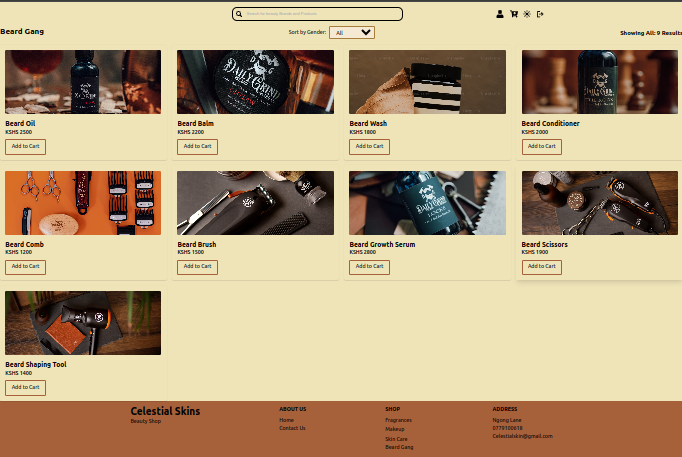 Search for Beauty Brands and Products
Beard Gang
Sort by Gender: All
Showing All: 9 Results
Beard Oil
KSHS 2500
Add to Cart
DAILY GRIND
Beard Balm
KSHS 2200
Add to Cart
Beard Wash
KSHS 1800
Add to Cart
Beard Conditioner
KSHS 2000
Add to Cart
Beard Comb
KSHS 1200
Add to Cart
Beard Brush
KSHS 1500
Add to Cart
DAILY GRIND
Beard Growth Serum
KSHS 2800
Add to Cart
Beard Scissors
KSHS 1900
Add to Cart
Beard Shaping Tool
KSHS 1400
Add to Cart
Celestial Skins
Beauty Shop
ABOUT US
Home
Contact Us
SHOP
Fragrances
Makeup
Skin Care
Beard Gang
ADDRESS
Ngong Lane
0779100618
Celestialskin@gmail.com